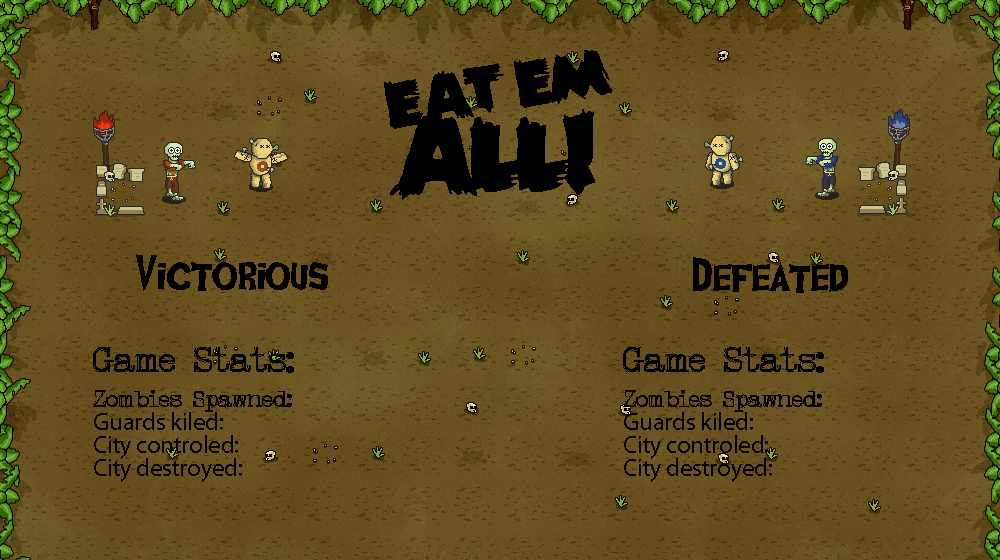 EAT EM
ALL!
ViCTORiOUS
DEFEATED
Game Stats:
Game Stats:
Zombies Spawned:
Guards kiled:
City controled:
City destroyed:
Zombies Spawned:
Guards kiled:
City controled:
City destroyed: